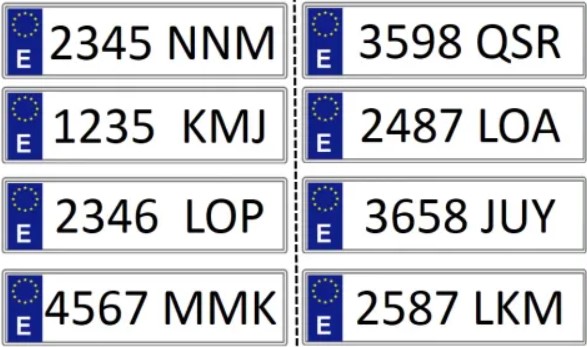 E 2345 NNM
E 1235 KMJ
E 2346 LOP
E 4567 MMK
E 3598 QSR
E 2487 LOA
E 3658 JUY
E 2587 LKM